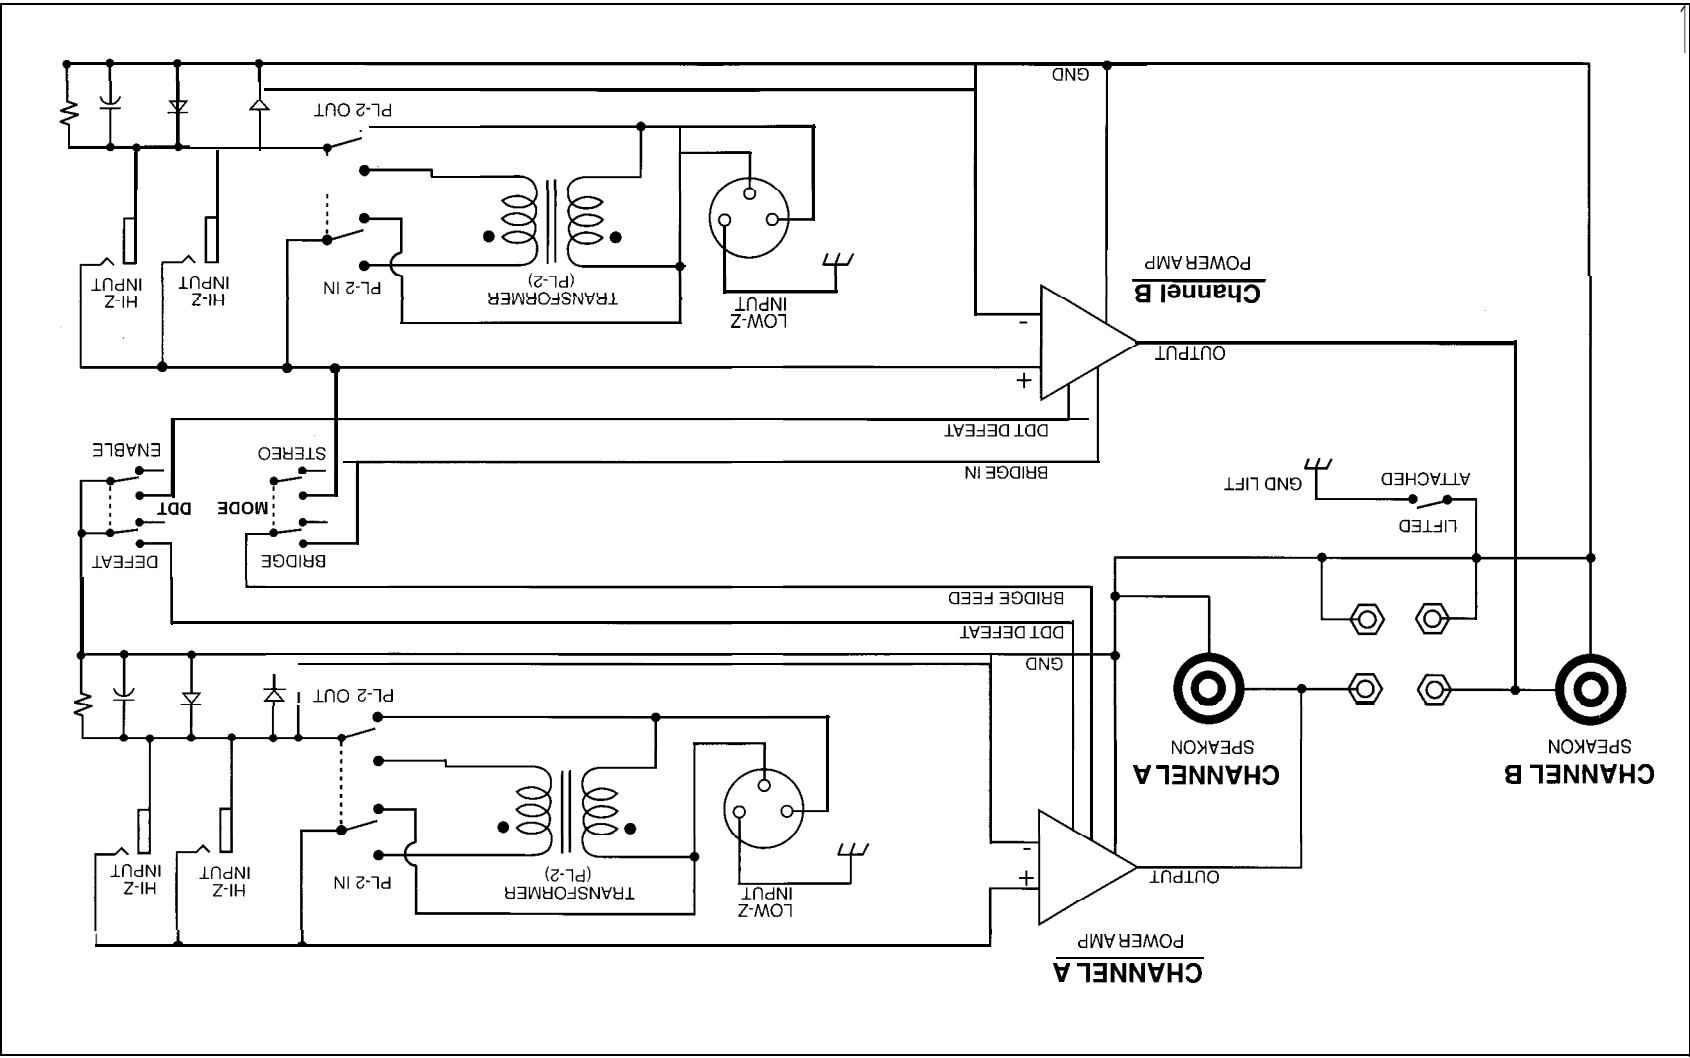 CHANNEL A
POWER AMP
LOW-Z
INPUT
TRANSFORMER
(PL-2)
PL-2 IN
HI-Z
INPUT
HI-Z
INPUT
OUTPUT
+
-
CHANNEL B
SPEAKON
CHANNEL A
SPEAKON
PL-2 OUT
GND
DDT DEFEAT
BRIDGE FEED
BRIDGE
DEFEAT
LIFTED
ATTACHED
GND LIFT
MODE
DDT
BRIDGE IN
STEREO
ENABLE
DDT DEFEAT
+
OUTPUT
-
Channel B
POWER AMP
LOW-Z
INPUT
TRANSFORMER
(PL-2)
PL-2 IN
HI-Z
INPUT
HI-Z
INPUT
PL-2 OUT
GND